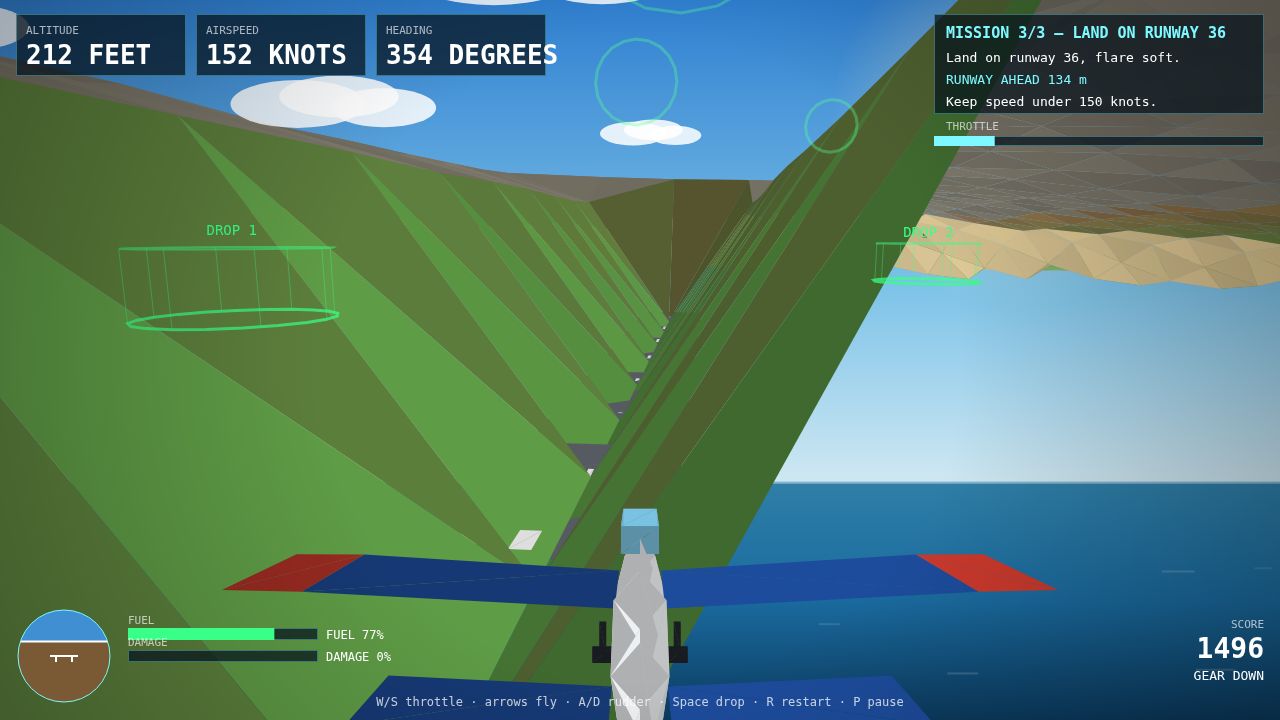 ALTITUDE
212 FEET
AIRSPEED
152 KNOTS
HEADING
354 DEGREES
MISSION 3/3 — LAND ON RUNWAY 36
Land on runway 36, flare soft.
RUNWAY AHEAD 134 m
Keep speed under 150 knots.
THROTTLE
DROP 1
DROP 2
FUEL
FUEL 77%
DAMAGE
DAMAGE 0%
SCORE
1496
GEAR DOWN
W/S throttle · arrows fly · A/D rudder · Space drop · R restart · P pause